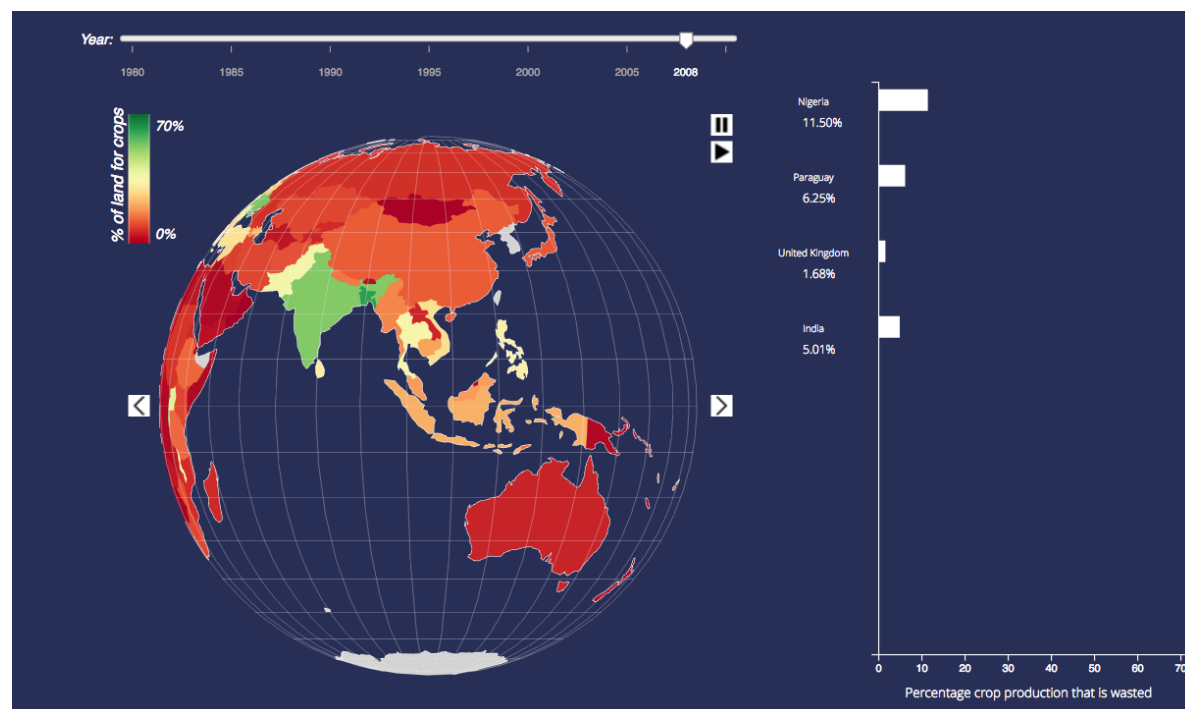 Year:
1980 1985 1990 1995 2000 2005 2008
% of land for crops
70%
0%
Nigeria
11.50%
Paraguay
6.25%
United Kingdom
1.68%
India
5.01%
0 10 20 30 40 50 60 70
Percentage crop production that is wasted